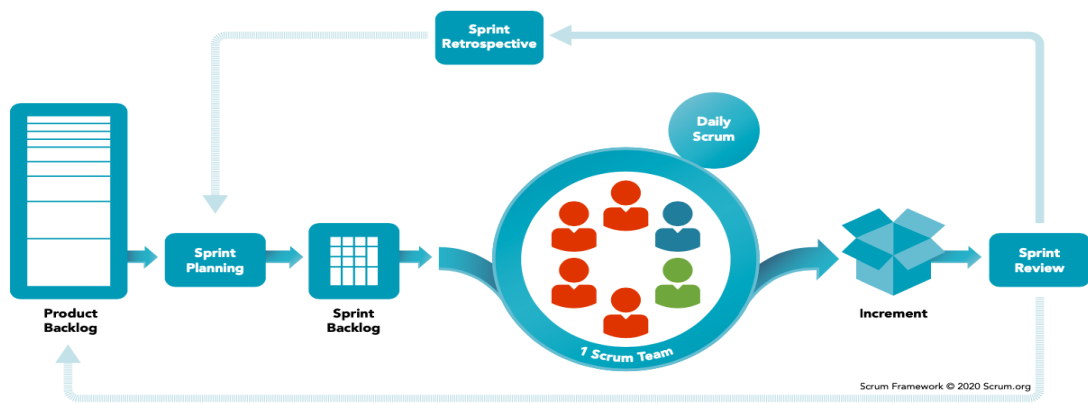 Sprint
Retrospective
Daily
Scrum
Sprint
Planning
Sprint
Review
Product
Backlog
Sprint
Backlog
Increment
1 Scrum Team
Scrum Framework © 2020 Scrum.org